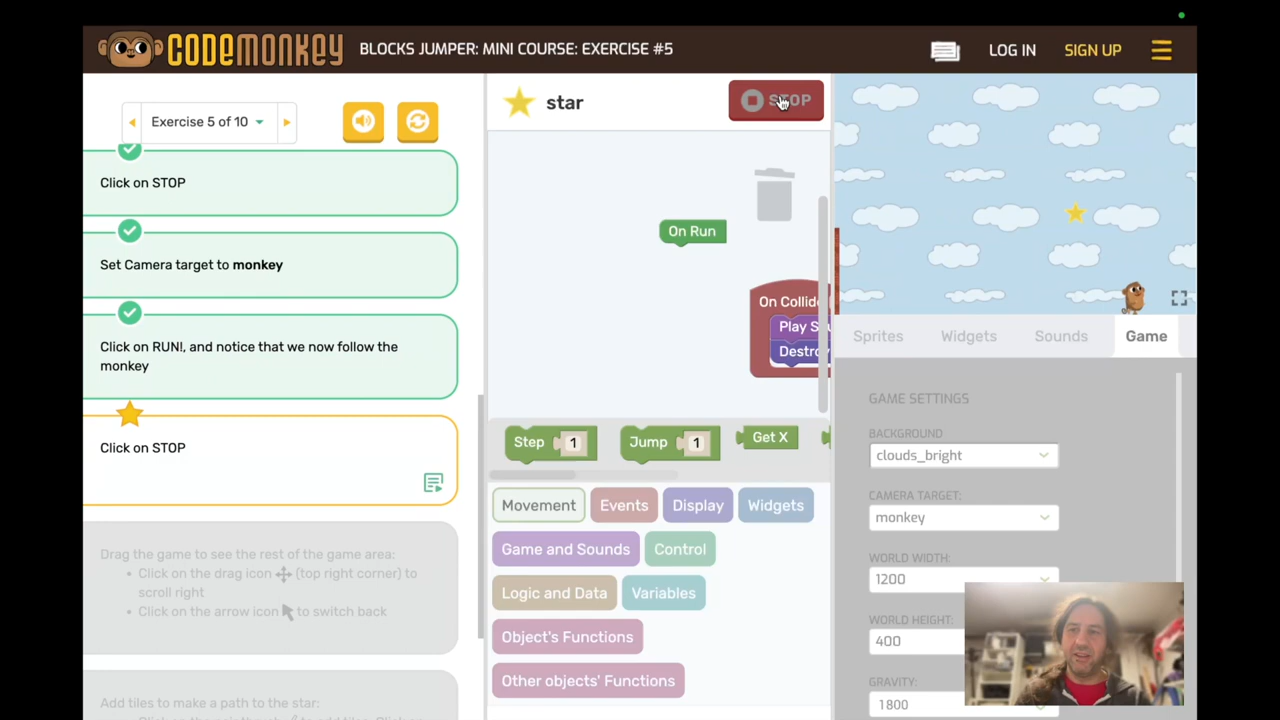 CODEMONKEY
BLOCKS JUMPER: MINI COURSE: EXERCISE #5
LOG IN
SIGN UP
Exercise 5 of 10
Click on STOP
Set Camera target to monkey
Click on RUN!, and notice that we now follow the
monkey
Click on STOP
Drag the game to see the rest of the game area:
• Click on the drag icon (top right corner) to
scroll right
• Click on the arrow icon to switch back
Add tiles to make a path to the star:
star
STOP
On Run
On Collide
Play
Destroy
Step 1
Jump 1
Get X
Movement
Events
Display
Widgets
Game and Sounds
Control
Logic and Data
Variables
Object's Functions
Other objects' Functions
Sprites
Widgets
Sounds
Game
GAME SETTINGS
BACKGROUND
clouds_bright
CAMERA TARGET:
monkey
WORLD WIDTH:
1200
WORLD HEIGHT:
400
GRAVITY:
1800